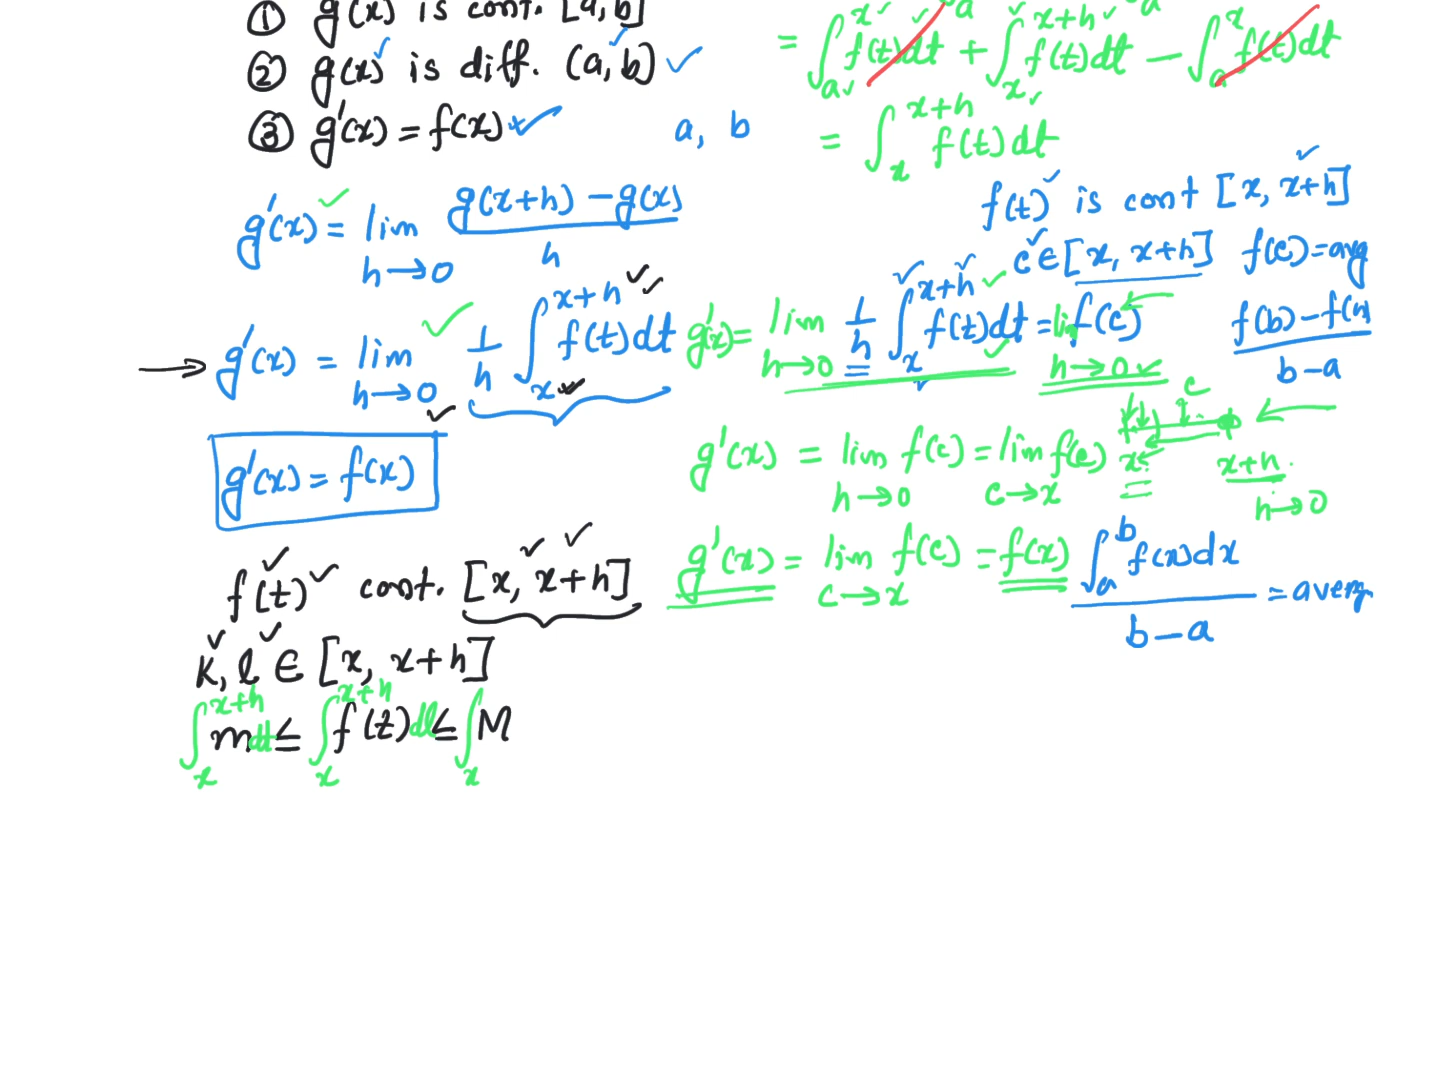 ① g(x) is cont. [a,b]
② g(x) is diff. (a,b)
③ g'(x) = f(x)
a, b
= ∫_a^x f(t)dt + ∫_x^{x+h} f(t)dt − ∫_a^x f(t)dt
= ∫_x^{x+h} f(t)dt
g'(x) = lim_{h→0} (g(x+h) − g(x))/h
→ g'(x) = lim_{h→0} 1/h ∫_x^{x+h} f(t)dt
g'(x) = f(x)
f(t) is cont [x, x+h]
c ∈ [x, x+h] f(c) = avg
g'(x) = lim_{h→0} 1/h ∫_x^{x+h} f(t)dt = lim_{h→0} f(c)
b−a
g'(x) = lim_{h→0} f(c) = lim_{c→x} f(c)
c
x
x+h
h→0
g'(x) = lim_{c→x} f(c) = f(x)
∫_a^b f(x)dx / b−a
f(t) cont. [x, x+h]
k, l ∈ [x, x+h]
∫_x^{x+h} m dt ≤ ∫_x^{x+h} f(t) dt ≤ ∫_x M